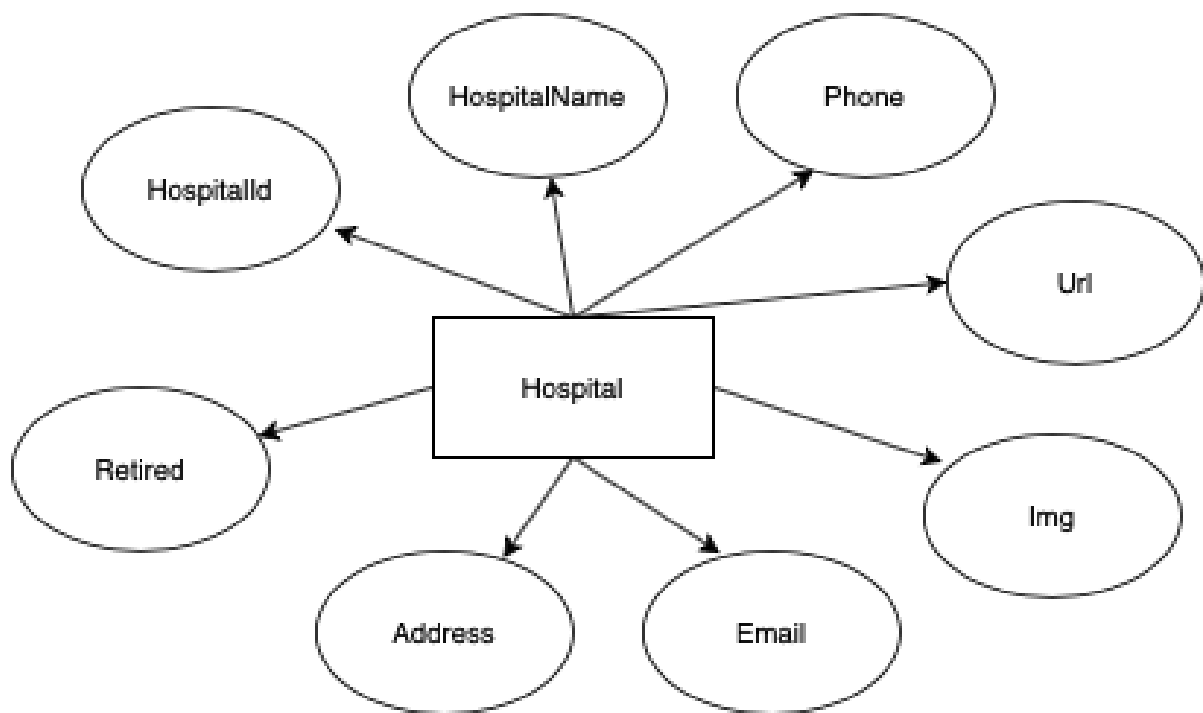 HospitalName
Phone
HospitalId
Url
Hospital
Retired
Img
Address
Email